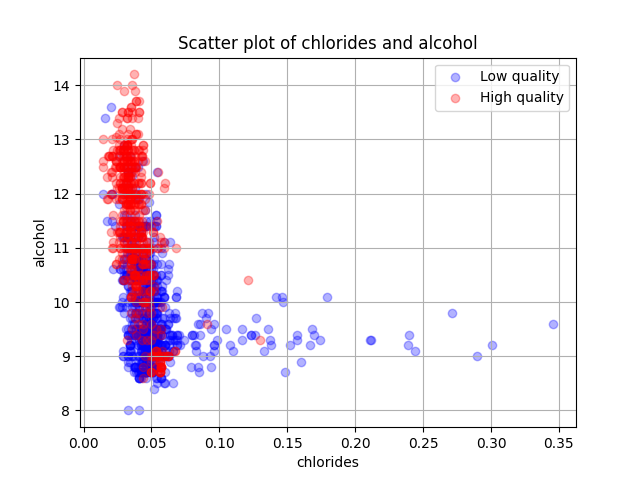 Scatter plot of chlorides and alcohol
Low quality
High quality
14
13
12
11
10
9
8
alcohol
0.00 0.05 0.10 0.15 0.20 0.25 0.30 0.35
chlorides